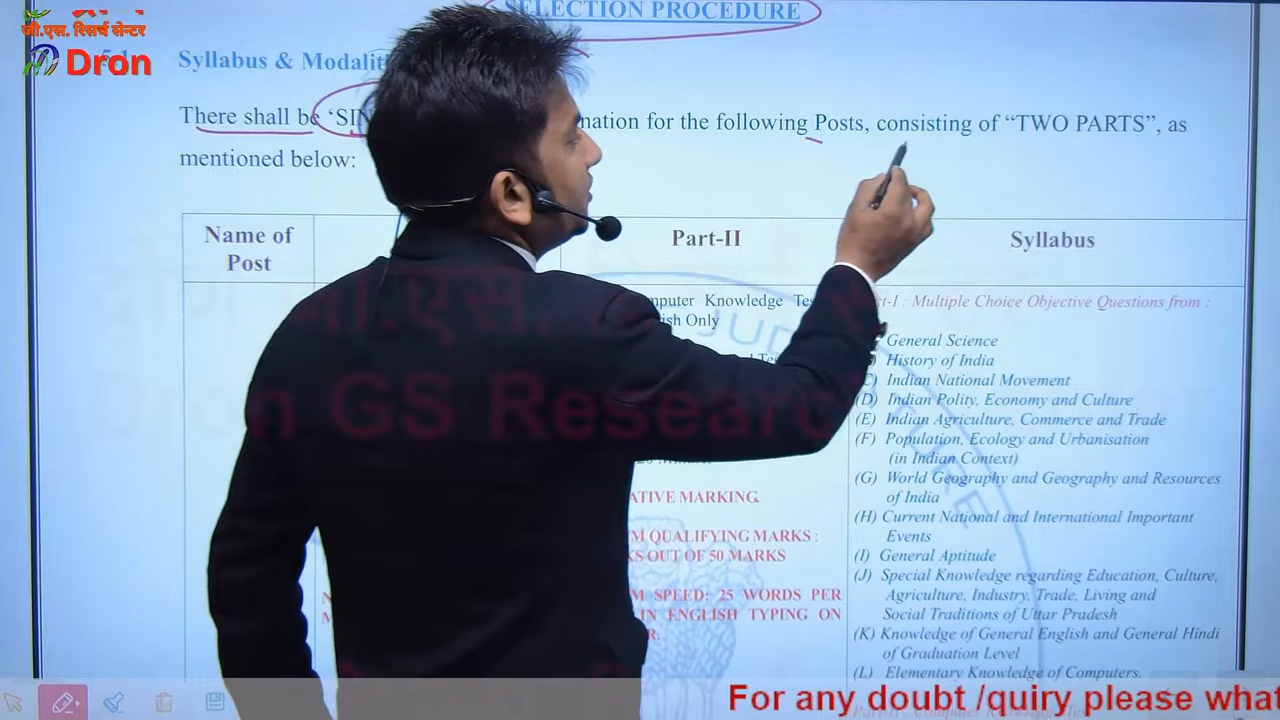 SELECTION PROCEDURE
जी.एस. रिसर्च सेन्टर
Dron
5.1
Syllabus & Modalit
There shall be ‘SIN nation for the following Posts, consisting of “TWO PARTS”, as
mentioned below:
Name of
Post
Part-II
Syllabus
mputer Knowledge Te
ish Only
rt-I : Multiple Choice Objective Questions from :
General Science
History of India
C) Indian National Movement
(D) Indian Polity, Economy and Culture
(E) Indian Agriculture, Commerce and Trade
(F) Population, Ecology and Urbanisation
(in Indian Context)
(G) World Geography and Geography and Resources
of India
(H) Current National and International Important
Events
(I) General Aptitude
(J) Special Knowledge regarding Education, Culture,
Agriculture, Industry, Trade, Living and
Social Traditions of Uttar Pradesh
(K) Knowledge of General English and General Hindi
of Graduation Level
(L) Elementary Knowledge of Computers.
ATIVE MARKING.
M QUALIFYING MARKS :
KS OUT OF 50 MARKS
M SPEED: 25 WORDS PER
IN ENGLISH TYPING ON
R.
Dron GS Research
For any doubt /quiry please what